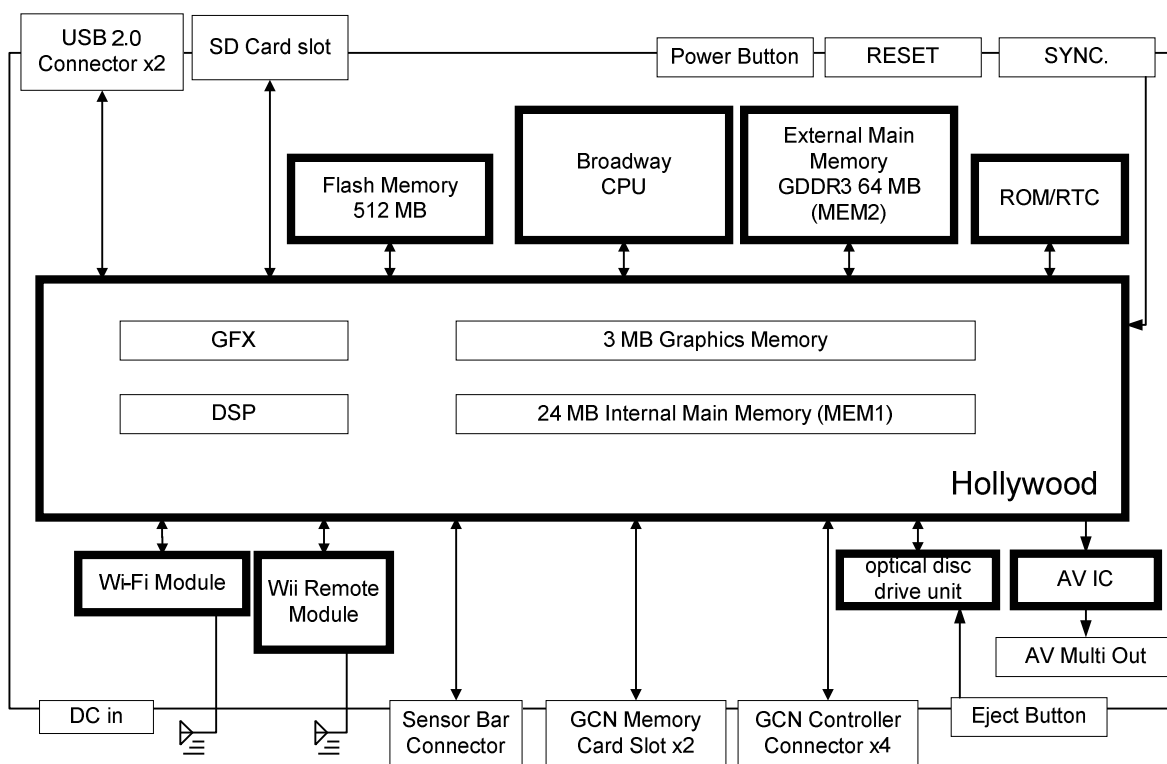 USB 2.0
Connector x2
SD Card slot
Power Button
RESET
SYNC.
Flash Memory
512 MB
Broadway
CPU
External Main
Memory
GDDR3 64 MB
(MEM2)
ROM/RTC
GFX
3 MB Graphics Memory
DSP
24 MB Internal Main Memory (MEM1)
Hollywood
Wi-Fi Module
Wii Remote
Module
optical disc
drive unit
AV IC
AV Multi Out
DC in
Sensor Bar
Connector
GCN Memory
Card Slot x2
GCN Controller
Connector x4
Eject Button